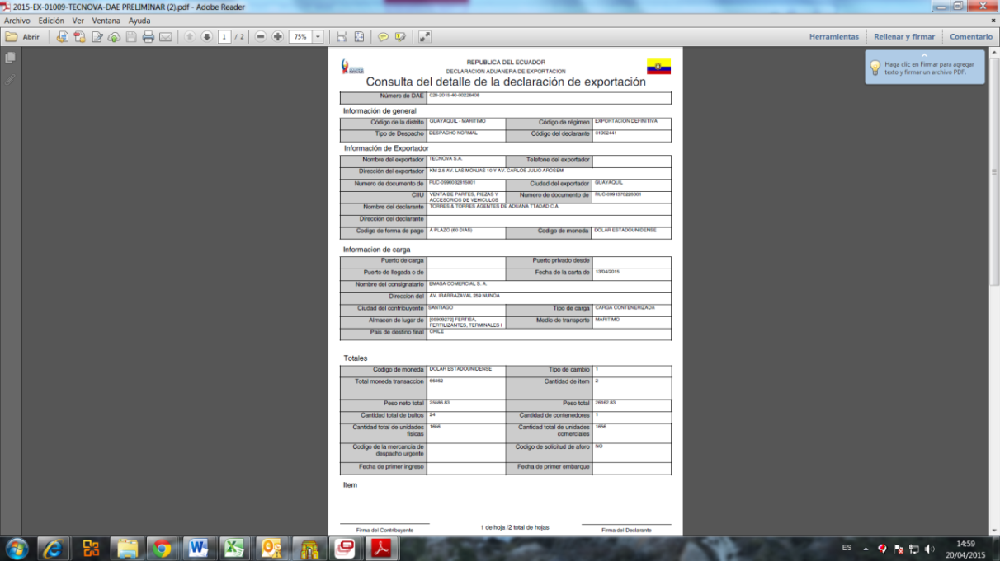 2015-EX-01009-TECNOVA-DAE PRELIMINAR (2).pdf - Adobe Reader
Archivo Edición Ver Ventana Ayuda
Abrir 1 / 2 75% Herramientas Rellenar y firmar Comentario
Haga clic en Firmar para agregar
texto y firmar un archivo PDF.
REPUBLICA DEL ECUADOR
DECLARACION ADUANERA DE EXPORTACION
Consulta del detalle de la declaración de exportación
Número de DAE 028-2015-40-00228408
Información de general
Código de la distrito GUAYAQUIL - MARITIMO Código de régimen EXPORTACION DEFINITIVA
Tipo de Despacho DESPACHO NORMAL Código del declarante 01902441
Información de Exportador
Nombre del exportador TECNOVA S.A. Telefone del exportador
Dirección del exportador KM 2.5 AV. LAS MONJAS 10 Y AV. CARLOS JULIO AROSEM
Numero de documento de RUC-0990032815001 Ciudad del exportador GUAYAQUIL
CIIU VENTA DE PARTES, PIEZAS Y Numero de documento de RUC-0991370226001
ACCESORIOS DE VEHICULOS
Nombre del declarante TORRES & TORRES AGENTES DE ADUANA TTADAD C.A.
Dirección del declarante
Codigo de forma de pago A PLAZO (60 DIAS) Codigo de moneda DOLAR ESTADOUNIDENSE
Informacion de carga
Puerto de carga Puerto privado desde
Puerto de llegada o de Fecha de la carta de 13/04/2015
Nombre del consignatario EMASA COMERCIAL S. A.
Direccion del AV. IRARRAZAVAL 259 NUNOA
Ciudad del contribuyente SANTIAGO Tipo de carga CARGA CONTENERIZADA
Almacen de lugar de [05909272] FERTISA, Medio de transporte MARITIMO
FERTILIZANTES, TERMINALES I
Pais de destino final CHILE
Totales
Codigo de moneda DOLAR ESTADOUNIDENSE Tipo de cambio 1
Total moneda transaccion 66462 Cantidad de item 2
Peso neto total 25586.83 Peso total 26162.83
Cantidad total de bultos 24 Cantidad de contenedores 1
Cantidad total de unidades 1656 Cantidad total de unidades 1656
fisicas comerciales
Codigo de la mercancia de Codigo de solicitud de aforo NO
despacho urgente
Fecha de primer ingreso Fecha de primer embarque
Item
Firma del Contribuyente 1 de hoja /2 total de hojas Firma del Declarante
ES 14:59
20/04/2015